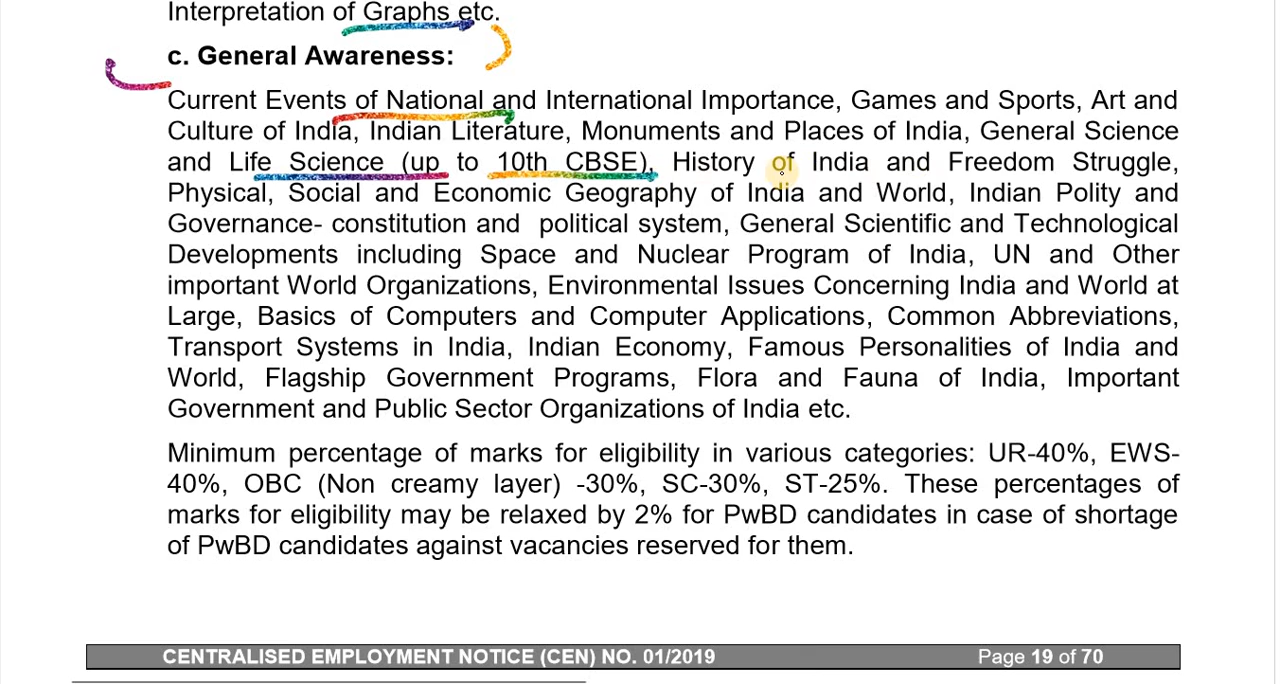 Interpretation of Graphs etc.
c. General Awareness:
Current Events of National and International Importance, Games and Sports, Art and
Culture of India, Indian Literature, Monuments and Places of India, General Science
and Life Science (up to 10th CBSE), History of India and Freedom Struggle,
Physical, Social and Economic Geography of India and World, Indian Polity and
Governance- constitution and political system, General Scientific and Technological
Developments including Space and Nuclear Program of India, UN and Other
important World Organizations, Environmental Issues Concerning India and World at
Large, Basics of Computers and Computer Applications, Common Abbreviations,
Transport Systems in India, Indian Economy, Famous Personalities of India and
World, Flagship Government Programs, Flora and Fauna of India, Important
Government and Public Sector Organizations of India etc.
Minimum percentage of marks for eligibility in various categories: UR-40%, EWS-
40%, OBC (Non creamy layer) -30%, SC-30%, ST-25%. These percentages of
marks for eligibility may be relaxed by 2% for PwBD candidates in case of shortage
of PwBD candidates against vacancies reserved for them.
CENTRALISED EMPLOYMENT NOTICE (CEN) NO. 01/2019 Page 19 of 70